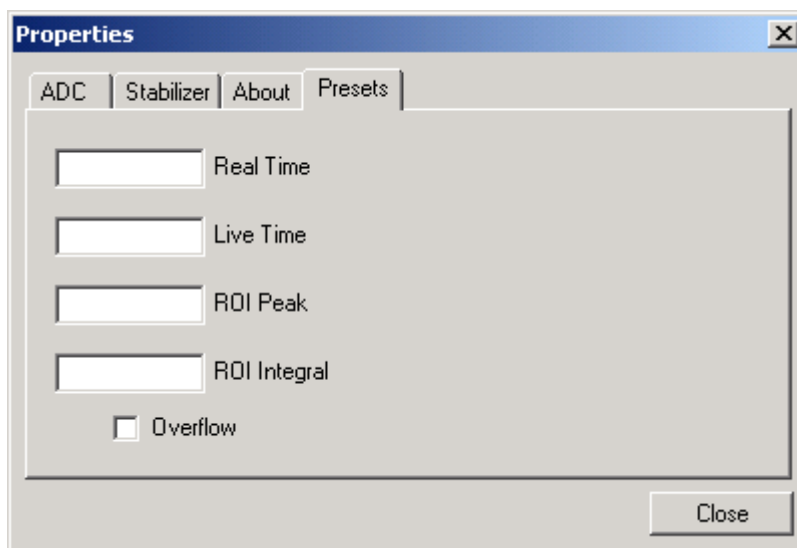 Properties
ADC Stabilizer About Presets
Real Time
Live Time
ROI Peak
ROI Integral
Overflow
Close